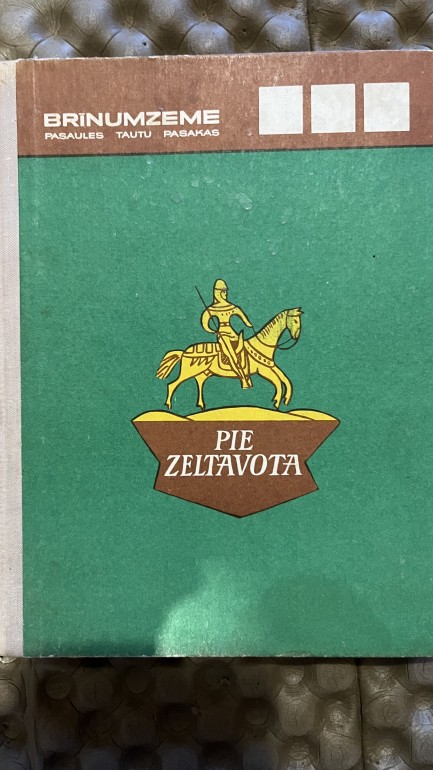 BRĪNUMZEME
PASAULES TAUTU PASAKAS
PIE
ZELTAVOTA